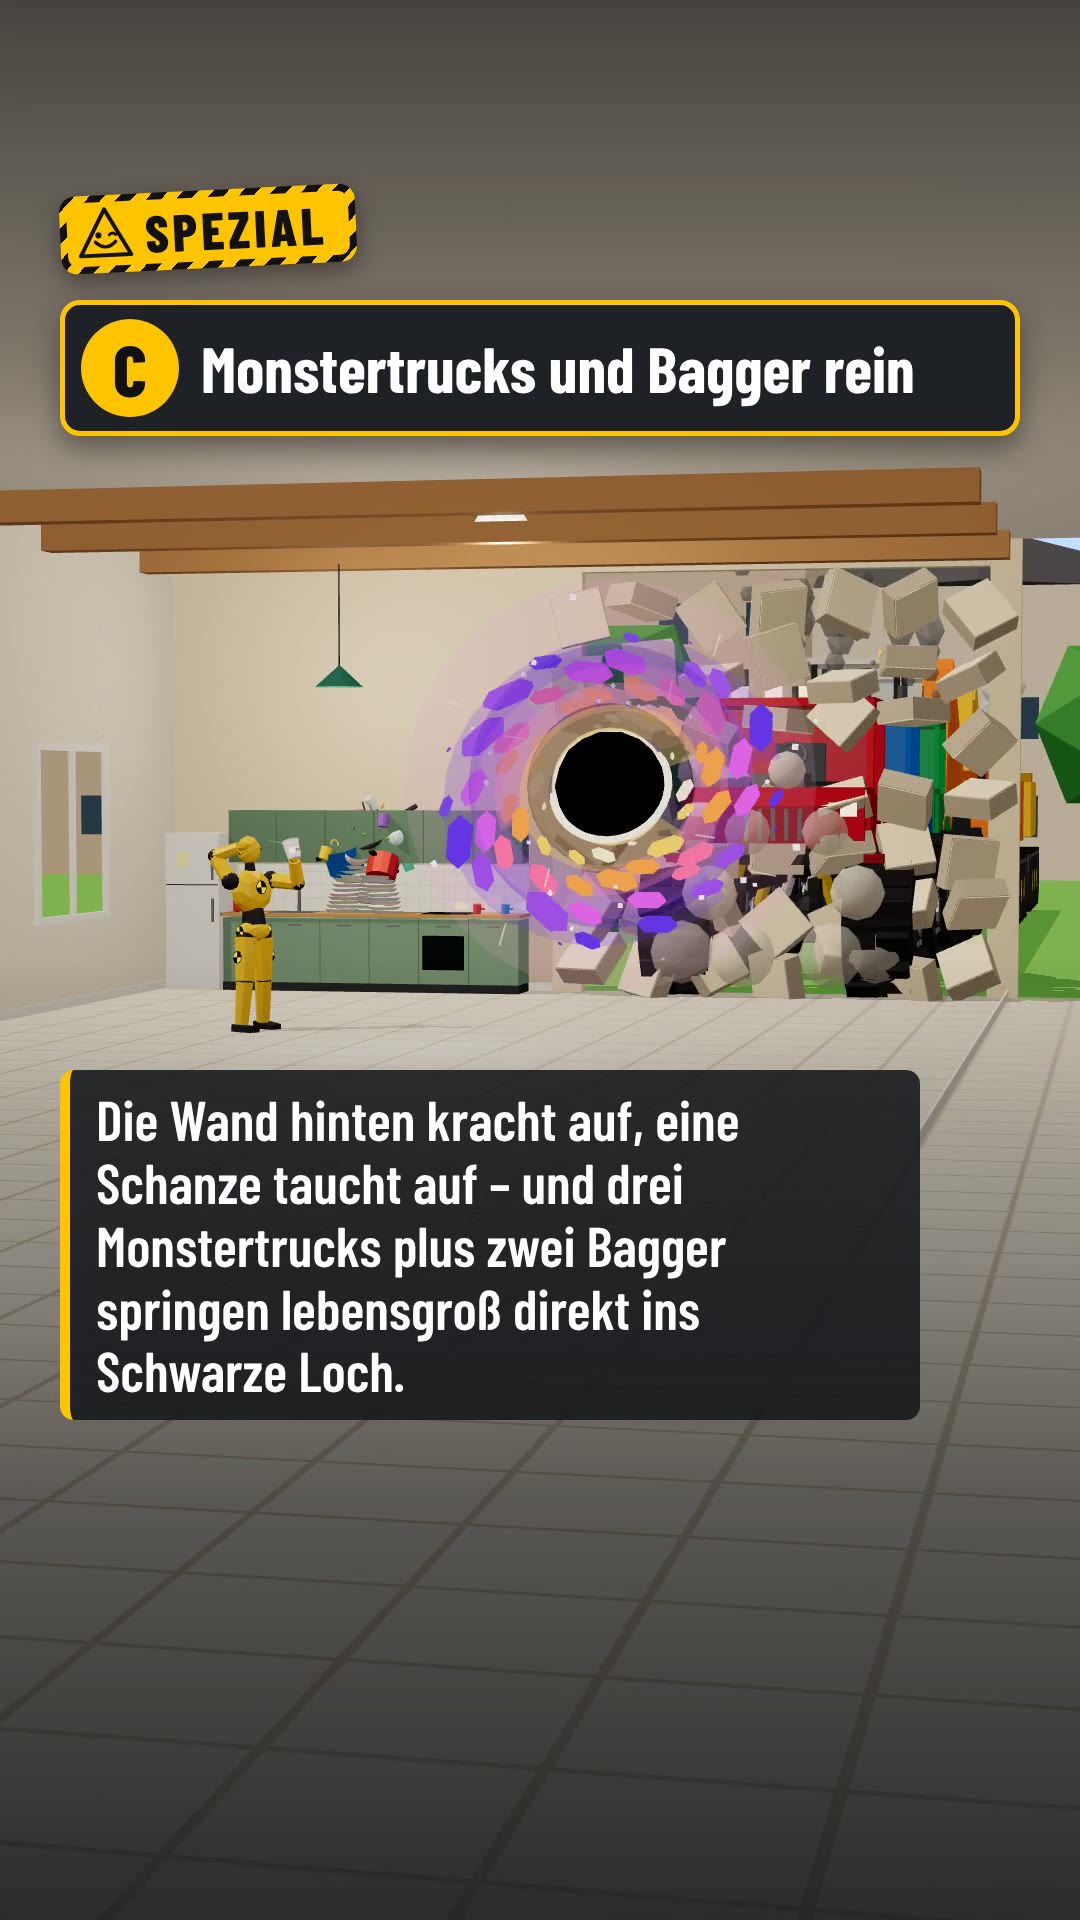 SPEZIAL
C Monstertrucks und Bagger rein
Die Wand hinten kracht auf, eine
Schanze taucht auf – und drei
Monstertrucks plus zwei Bagger
springen lebensgroß direkt ins
Schwarze Loch.